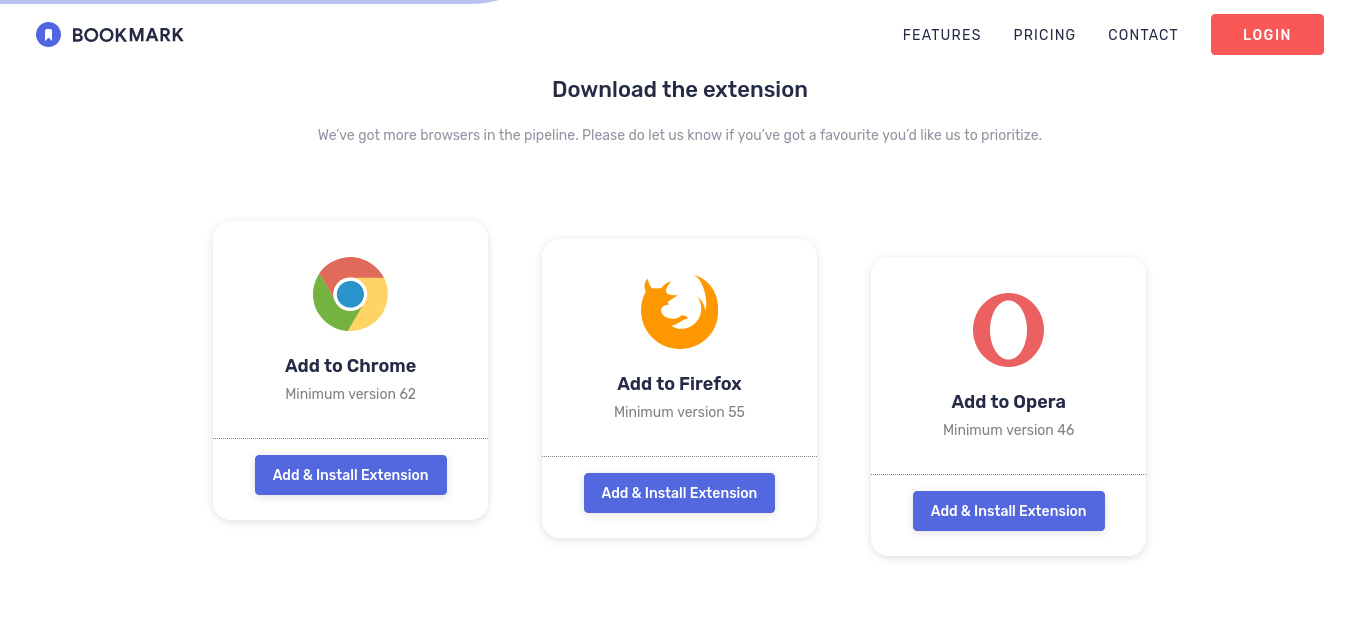 BOOKMARK
FEATURES
PRICING
CONTACT
LOGIN
Download the extension
We’ve got more browsers in the pipeline. Please do let us know if you’ve got a favourite you’d like us to prioritize.
Add to Chrome
Minimum version 62
Add & Install Extension
Add to Firefox
Minimum version 55
Add & Install Extension
Add to Opera
Minimum version 46
Add & Install Extension